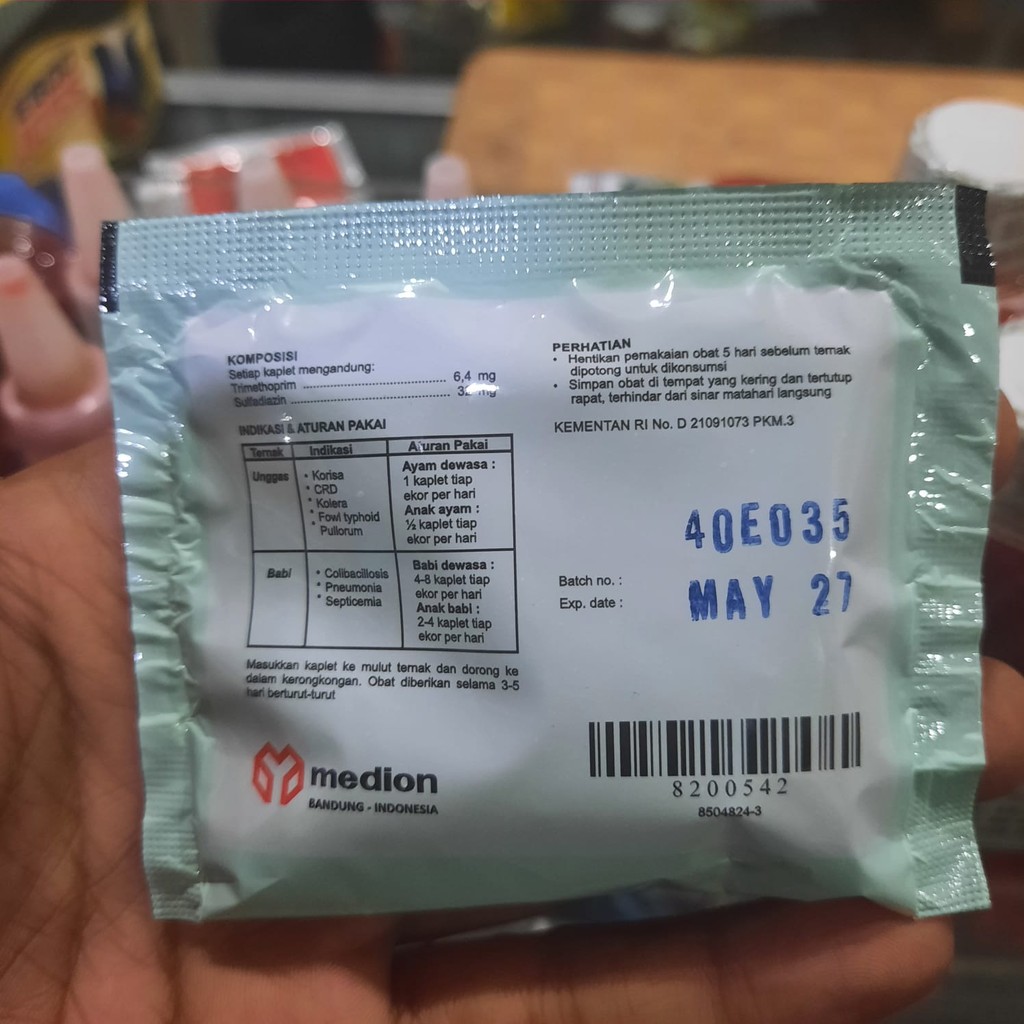 KOMPOSISI
Setiap kaplet mengandung:
Trimethoprim ........................................ 6,4 mg
Sulfadiazin ........................................... 32 mg
INDIKASI & ATURAN PAKAI
Ternak Indikasi Aturan Pakai
Unggas
• Korisa
• CRD
• Kolera
• Fowl typhoid
• Pullorum
Ayam dewasa :
1 kaplet tiap
ekor per hari
Anak ayam :
½ kaplet tiap
ekor per hari
Babi
• Colibacillosis
• Pneumonia
• Septicemia
Babi dewasa :
4-8 kaplet tiap
ekor per hari
Anak babi :
2-4 kaplet tiap
ekor per hari
Masukkan kaplet ke mulut ternak dan dorong ke
dalam kerongkongan. Obat diberikan selama 3-5
hari berturut-turut
medion
BANDUNG - INDONESIA
PERHATIAN
• Hentikan pemakaian obat 5 hari sebelum ternak
dipotong untuk dikonsumsi
• Simpan obat di tempat yang kering dan tertutup
rapat, terhindar dari sinar matahari langsung
KEMENTAN RI No. D 21091073 PKM.3
40E035
Batch no. :
Exp. date : MAY 27
8200542
8504824-3